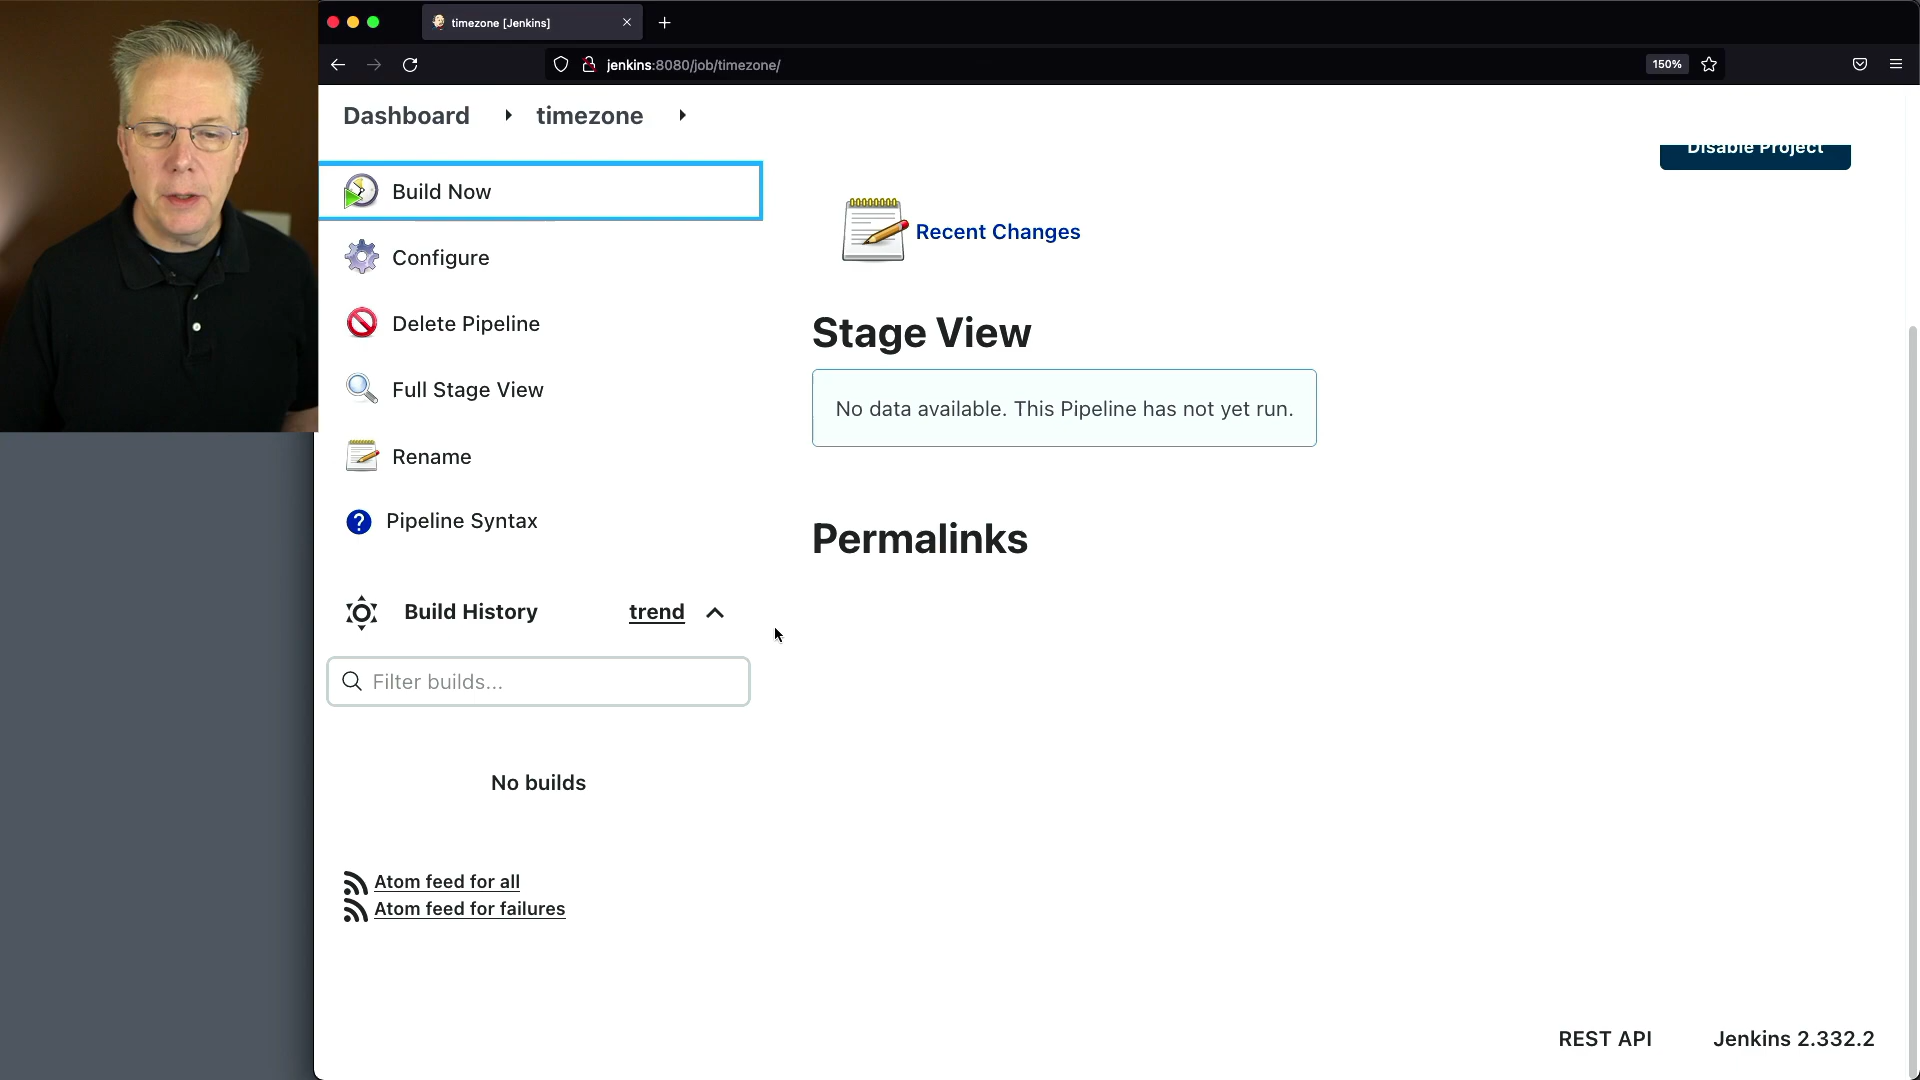 timezone [Jenkins]
jenkins:8080/job/timezone/
150%
Dashboard
timezone
Disable Project
Build Now
Configure
Delete Pipeline
Full Stage View
Rename
Pipeline Syntax
Build History
trend
Filter builds...
No builds
Atom feed for all
Atom feed for failures
Recent Changes
Stage View
No data available. This Pipeline has not yet run.
Permalinks
REST API
Jenkins 2.332.2